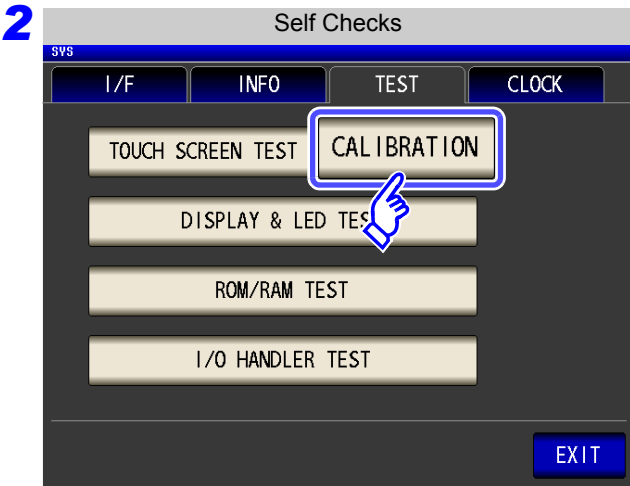 2
Self Checks
SYS
I/F INFO TEST CLOCK
TOUCH SCREEN TEST CALIBRATION
DISPLAY & LED TES
ROM/RAM TEST
I/O HANDLER TEST
EXIT